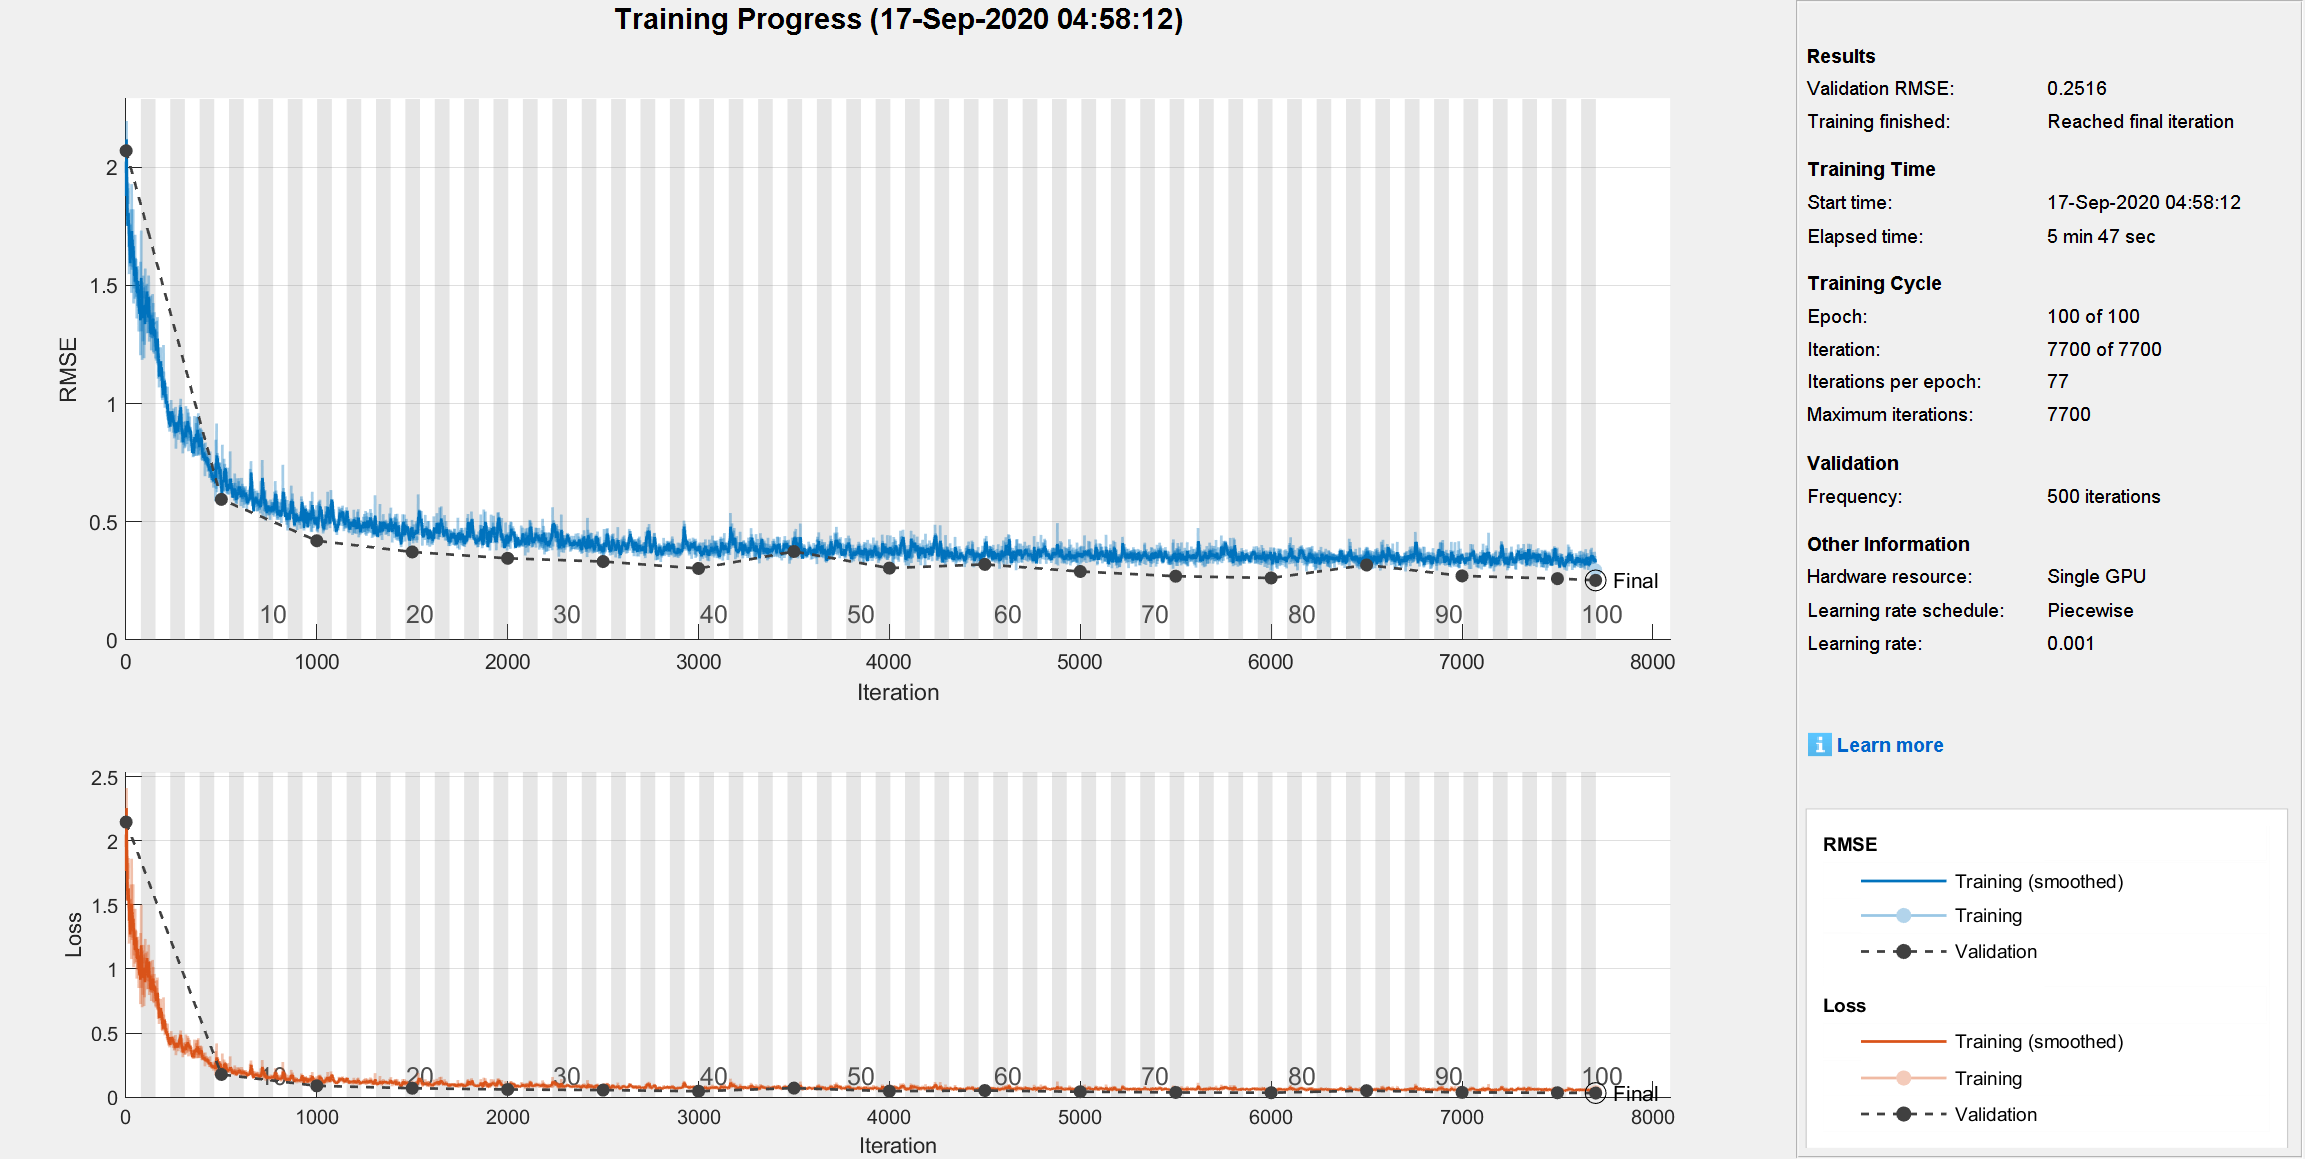 Training Progress (17-Sep-2020 04:58:12)
RMSE
2
1.5
1
0.5
0
10 20 30 40 50 60 70 80 90 100
Final
0 1000 2000 3000 4000 5000 6000 7000 8000
Iteration
Loss
2.5
2
1.5
1
0.5
0
10 20 30 40 50 60 70 80 90 100
Final
0 1000 2000 3000 4000 5000 6000 7000 8000
Iteration
Results
Validation RMSE: 0.2516
Training finished: Reached final iteration
Training Time
Start time: 17-Sep-2020 04:58:12
Elapsed time: 5 min 47 sec
Training Cycle
Epoch: 100 of 100
Iteration: 7700 of 7700
Iterations per epoch: 77
Maximum iterations: 7700
Validation
Frequency: 500 iterations
Other Information
Hardware resource: Single GPU
Learning rate schedule: Piecewise
Learning rate: 0.001
i Learn more
RMSE
Training (smoothed)
Training
Validation
Loss
Training (smoothed)
Training
Validation